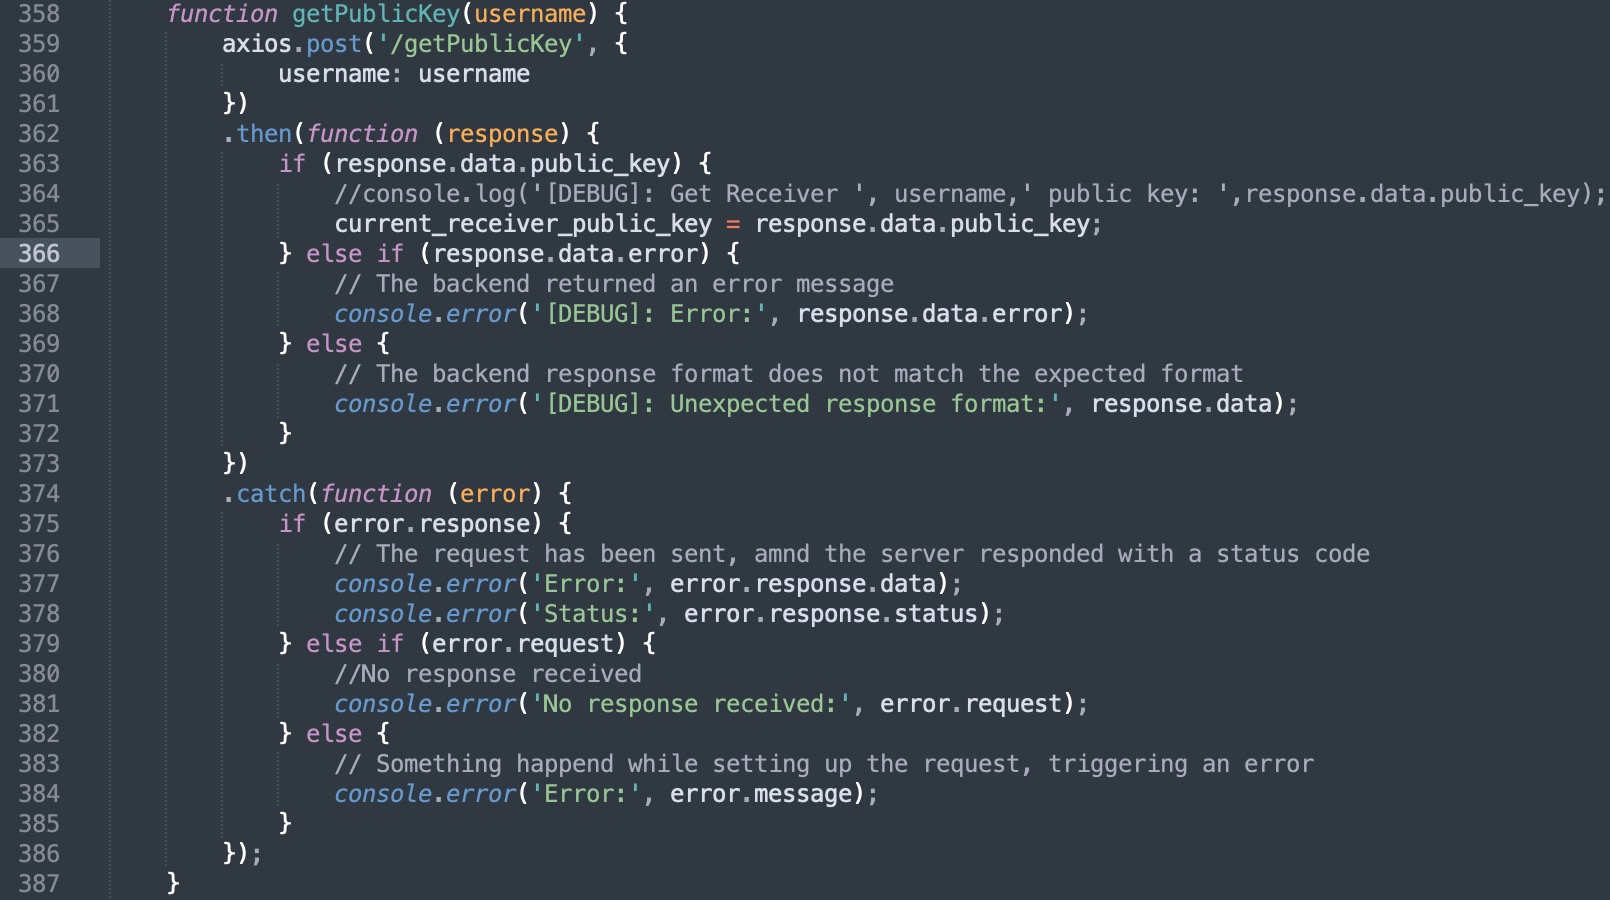 358 function getPublicKey(username) {
359 axios.post('/getPublicKey', {
360 username: username
361 })
362 .then(function (response) {
363 if (response.data.public_key) {
364 //console.log('[DEBUG]: Get Receiver ', username,' public key: ',response.data.public_key);
365 current_receiver_public_key = response.data.public_key;
366 } else if (response.data.error) {
367 // The backend returned an error message
368 console.error('[DEBUG]: Error:', response.data.error);
369 } else {
370 // The backend response format does not match the expected format
371 console.error('[DEBUG]: Unexpected response format:', response.data);
372 }
373 })
374 .catch(function (error) {
375 if (error.response) {
376 // The request has been sent, amnd the server responded with a status code
377 console.error('Error:', error.response.data);
378 console.error('Status:', error.response.status);
379 } else if (error.request) {
380 //No response received
381 console.error('No response received:', error.request);
382 } else {
383 // Something happend while setting up the request, triggering an error
384 console.error('Error:', error.message);
385 }
386 });
387 }